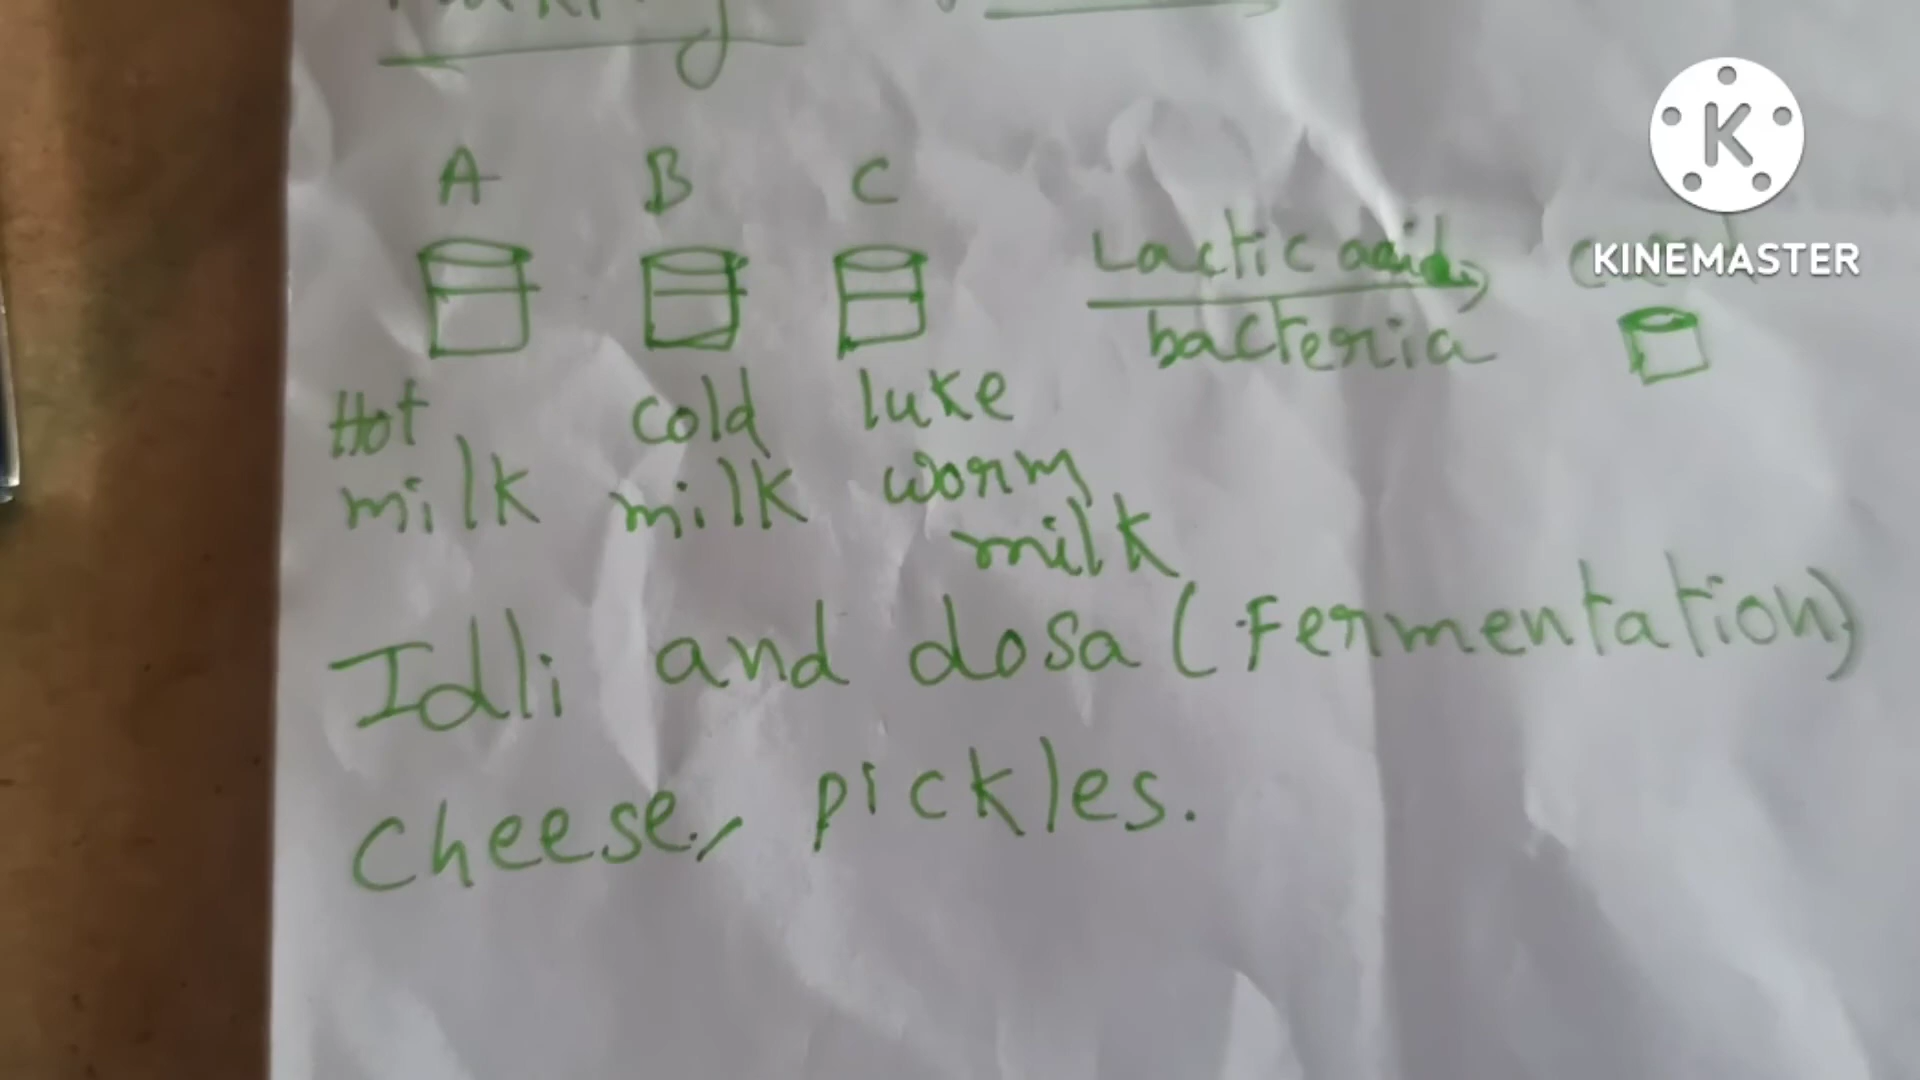 A B C
Lactic acid
bacteria
Hot milk
cold milk
luke worm milk
Idli and dosa (Fermentation)
Cheese, pickles.
KINEMASTER